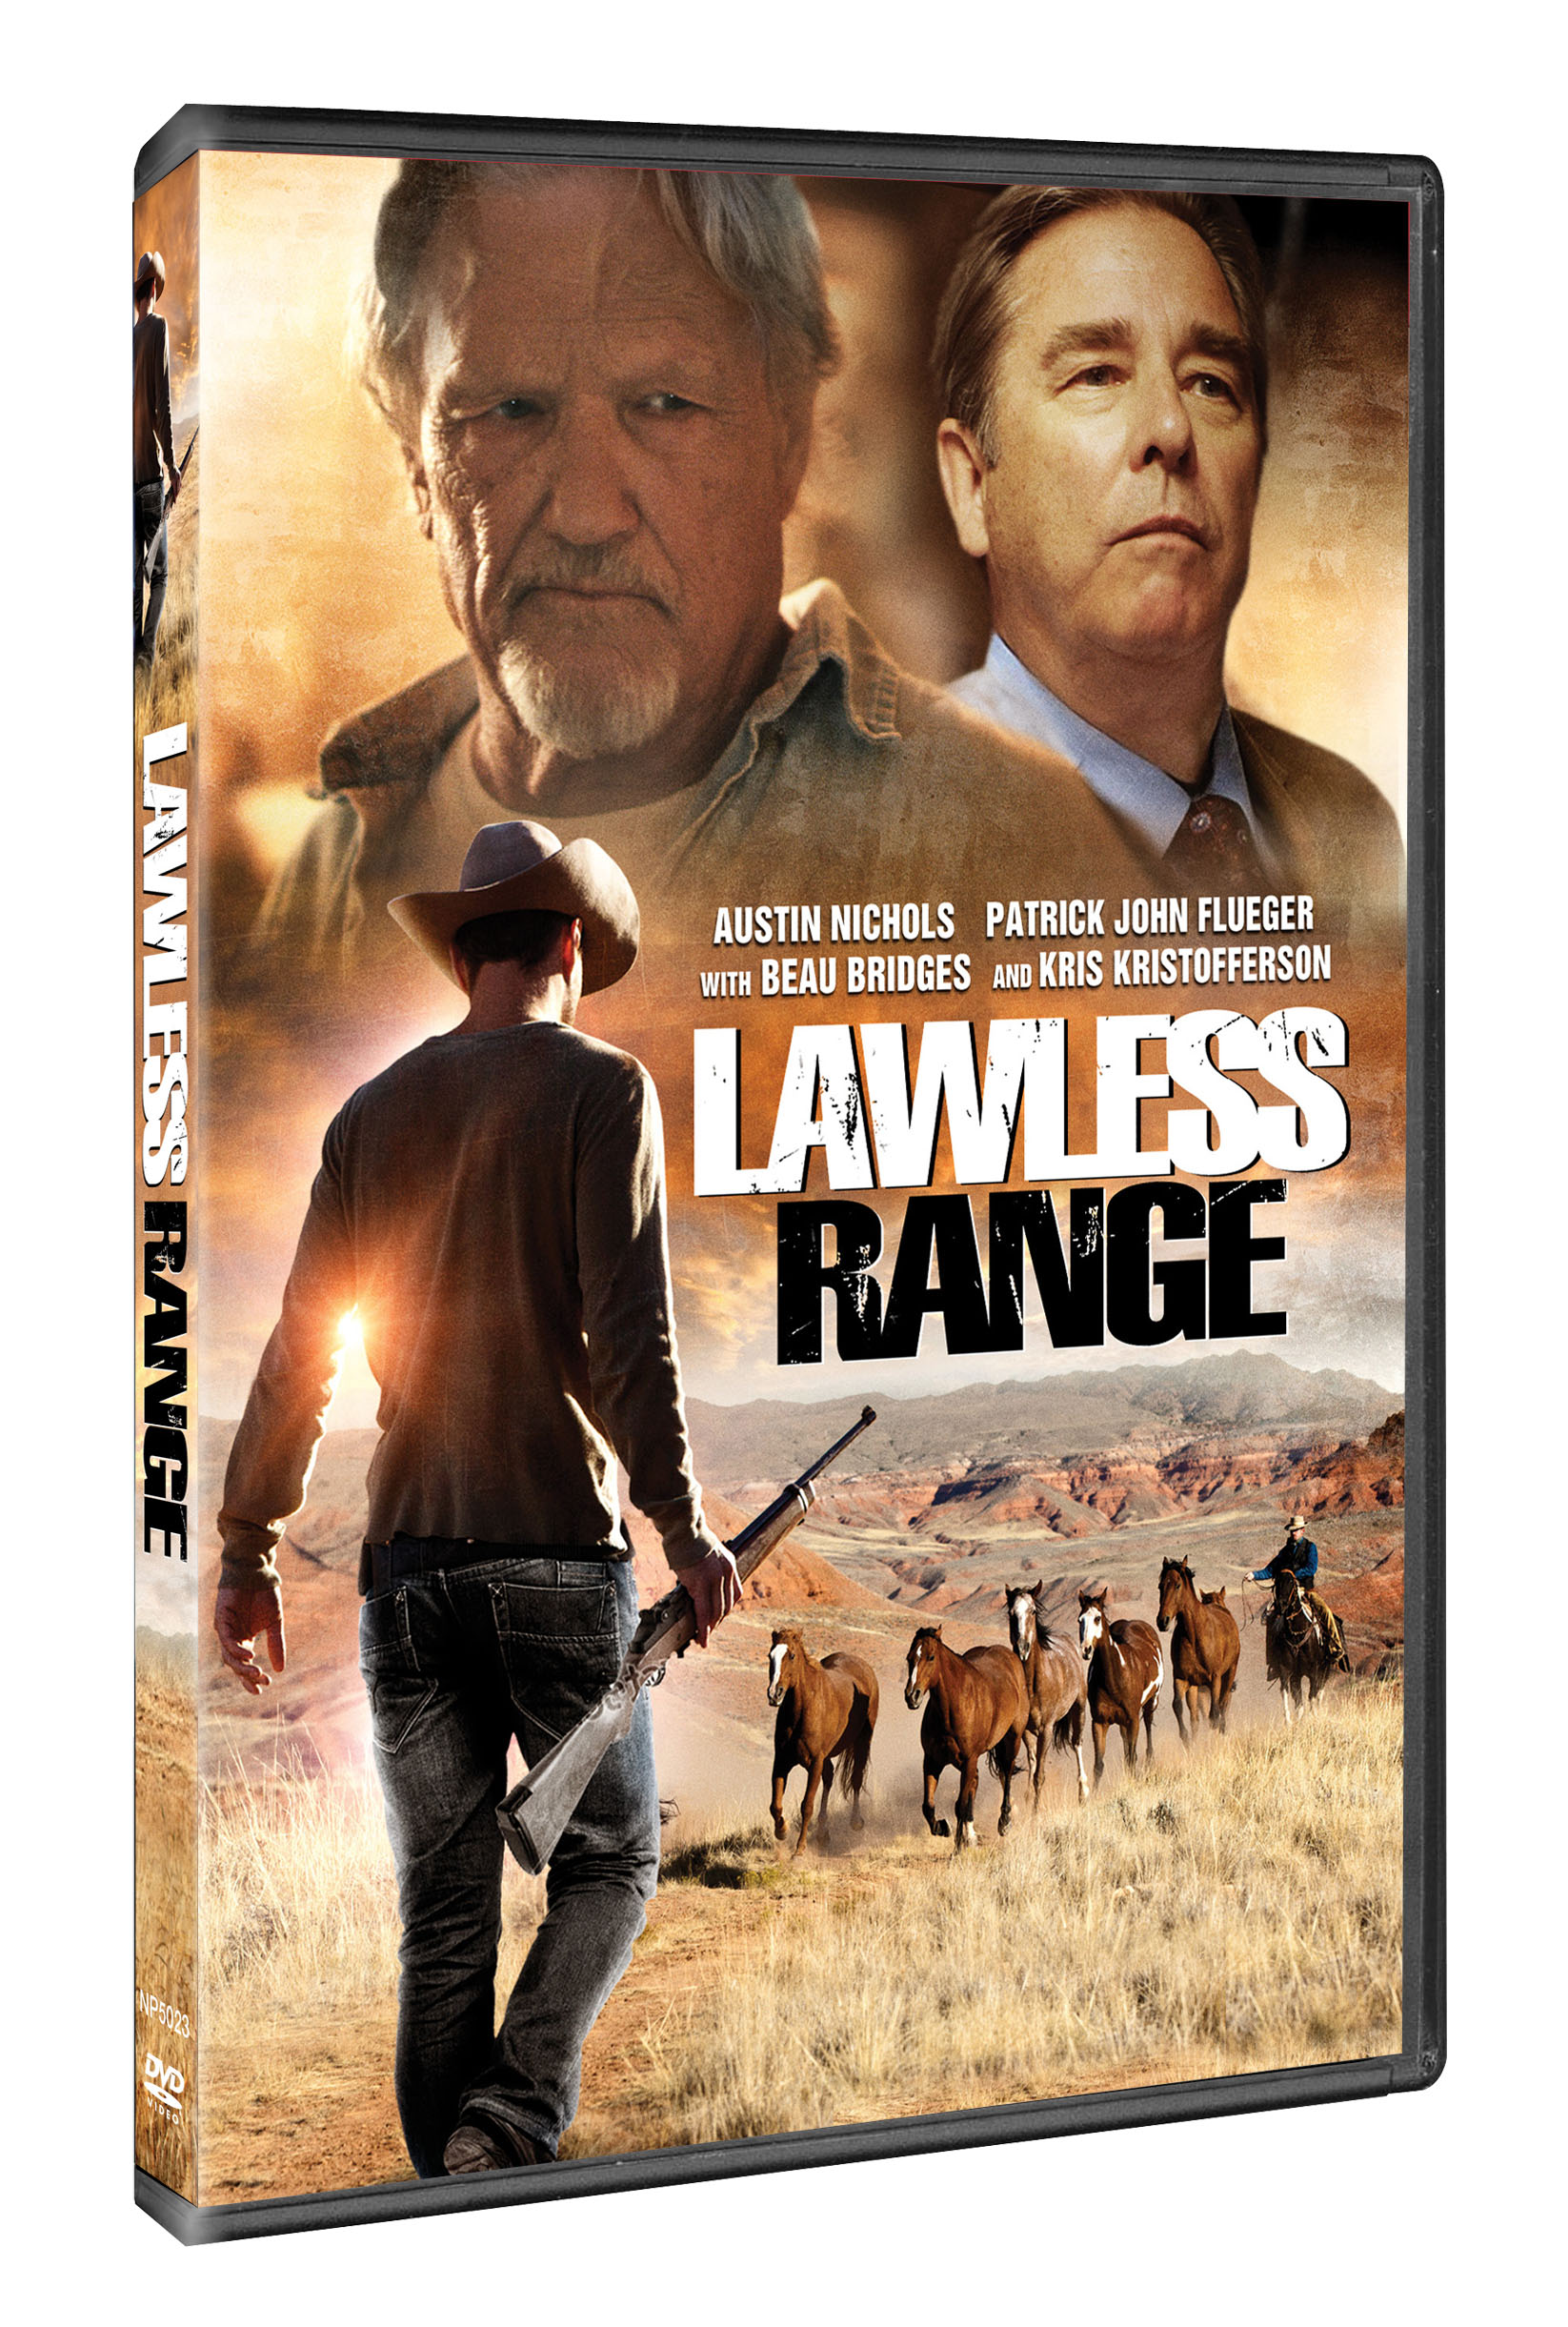 AUSTIN NICHOLS PATRICK JOHN FLUEGER
WITH BEAU BRIDGES AND KRIS KRISTOFFERSON
LAWLESS
RANGE
LAWLESS RANGE
NP5023
DVD
VIDEO